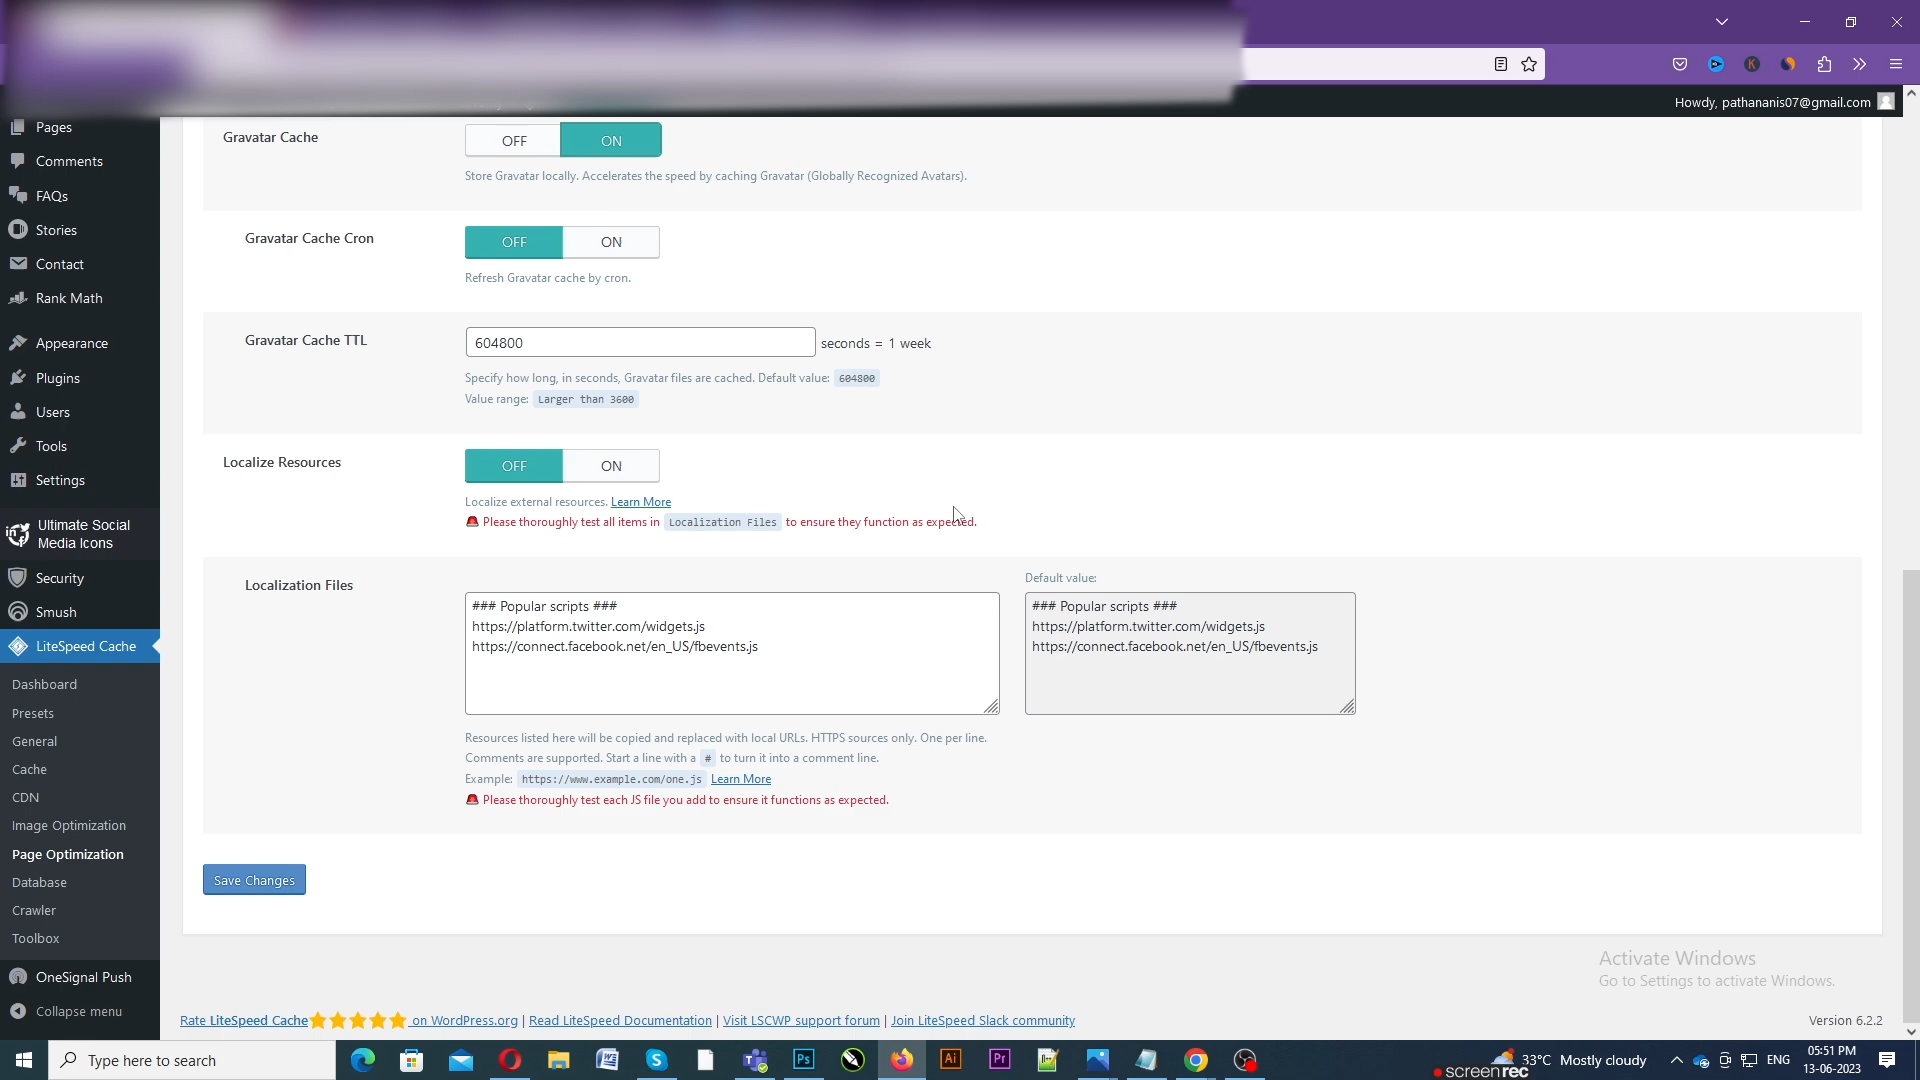 Howdy, pathananis07@gmail.com
Pages
Comments
FAQs
Stories
Contact
Rank Math
Appearance
Plugins
Users
Tools
Settings
Ultimate Social
Media Icons
Security
Smush
LiteSpeed Cache
Dashboard
Presets
General
Cache
CDN
Image Optimization
Page Optimization
Database
Crawler
Toolbox
OneSignal Push
Collapse menu
Gravatar Cache
OFF ON
Store Gravatar locally. Accelerates the speed by caching Gravatar (Globally Recognized Avatars).
Gravatar Cache Cron
OFF ON
Refresh Gravatar cache by cron.
Gravatar Cache TTL
604800 seconds = 1 week
Specify how long, in seconds, Gravatar files are cached. Default value: 604800
Value range: Larger than 3600
Localize Resources
OFF ON
Localize external resources. Learn More
Please thoroughly test all items in Localization Files to ensure they function as expected.
Localization Files
### Popular scripts ###
https://platform.twitter.com/widgets.js
https://connect.facebook.net/en_US/fbevents.js
Default value:
### Popular scripts ###
https://platform.twitter.com/widgets.js
https://connect.facebook.net/en_US/fbevents.js
Resources listed here will be copied and replaced with local URLs. HTTPS sources only. One per line.
Comments are supported. Start a line with a # to turn it into a comment line.
Example: https://www.example.com/one.js Learn More
Please thoroughly test each JS file you add to ensure it functions as expected.
Save Changes
Activate Windows
Go to Settings to activate Windows.
Rate LiteSpeed Cache on WordPress.org | Read LiteSpeed Documentation | Visit LSCWP support forum | Join LiteSpeed Slack community
Version 6.2.2
Type here to search
33°C Mostly cloudy
ENG
05:51 PM
13-06-2023
screenrec